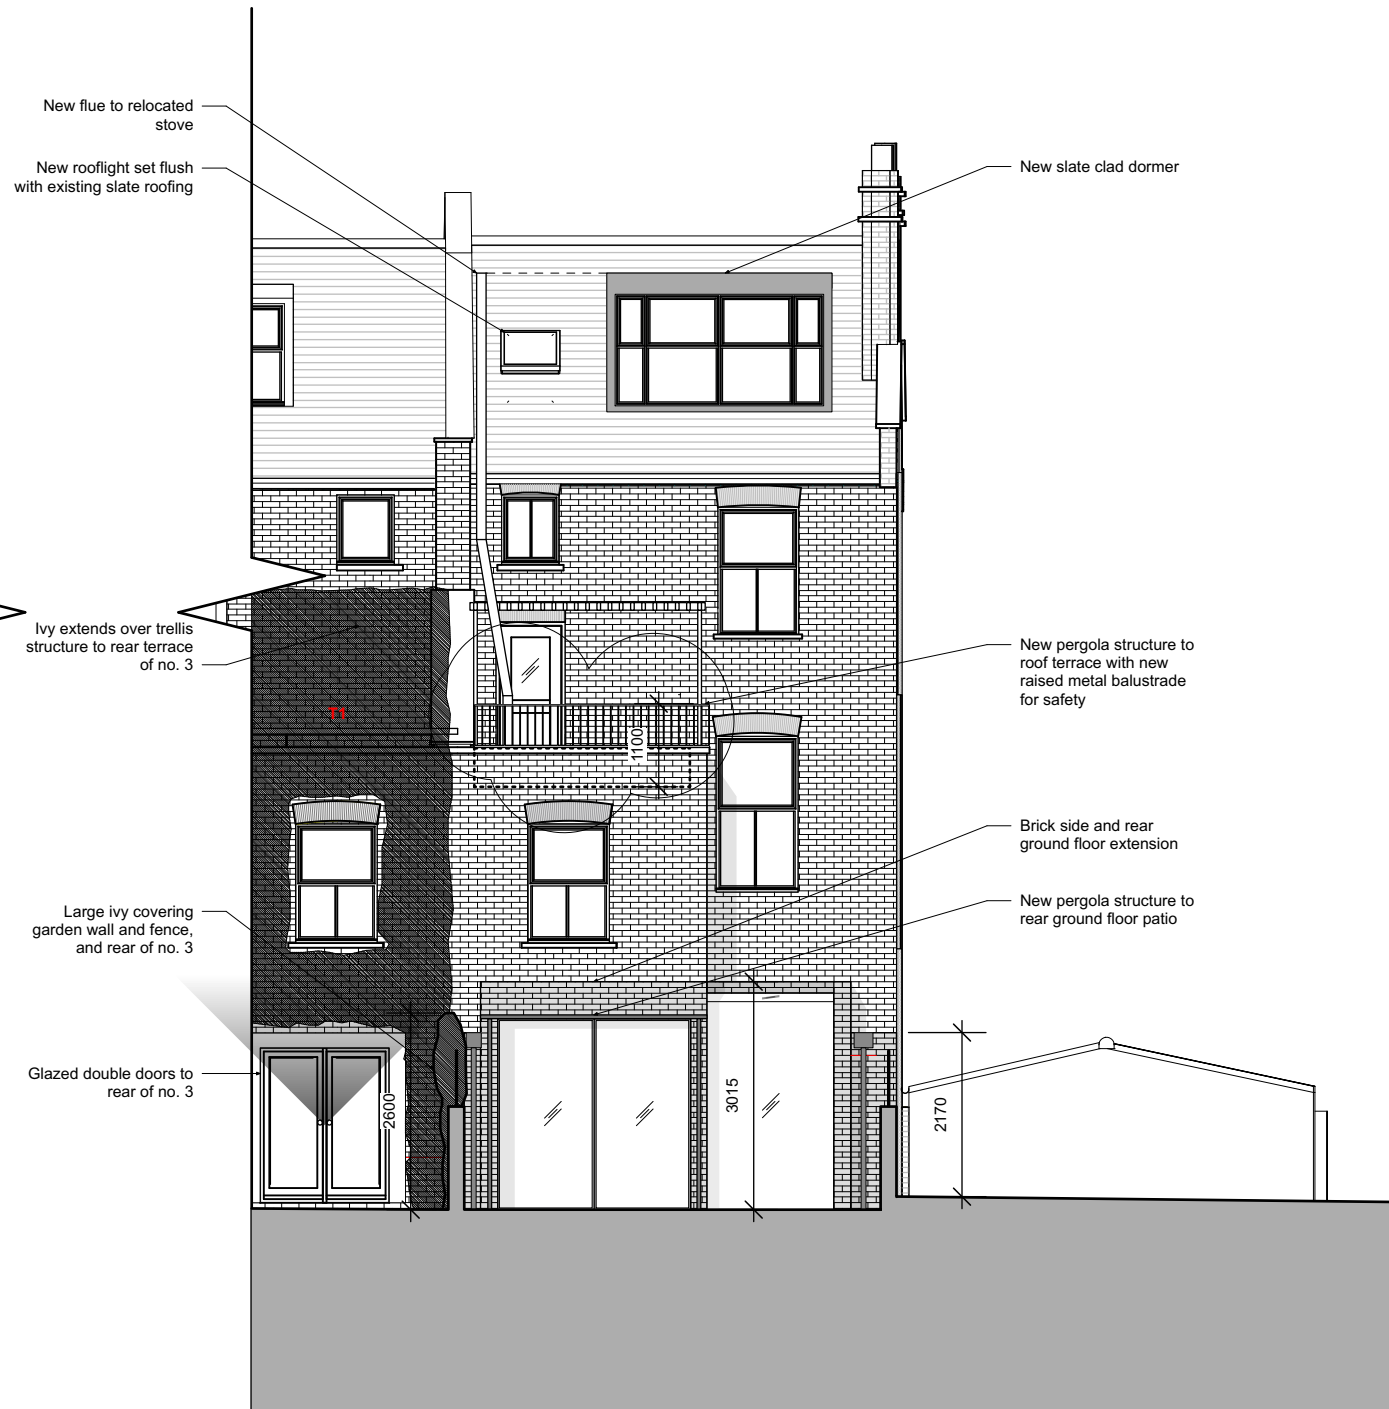 New flue to relocated
stove
New rooflight set flush
with existing slate roofing
New slate clad dormer
Ivy extends over trellis
structure to rear terrace
of no. 3
New pergola structure to
roof terrace with new
raised metal balustrade
for safety
T1
1100
Brick side and rear
ground floor extension
Large ivy covering
garden wall and fence,
and rear of no. 3
New pergola structure to
rear ground floor patio
Glazed double doors to
rear of no. 3
2600
3015
2170